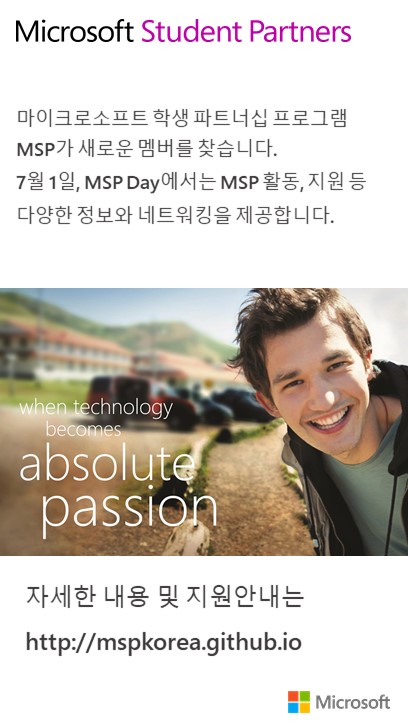 Microsoft Student Partners
마이크로소프트 학생 파트너십 프로그램
MSP가 새로운 멤버를 찾습니다.
7월 1일, MSP Day에서는 MSP 활동, 지원 등
다양한 정보와 네트워킹을 제공합니다.
when technology
becomes
absolute
passion
자세한 내용 및 지원안내는
http://mspkorea.github.io
Microsoft